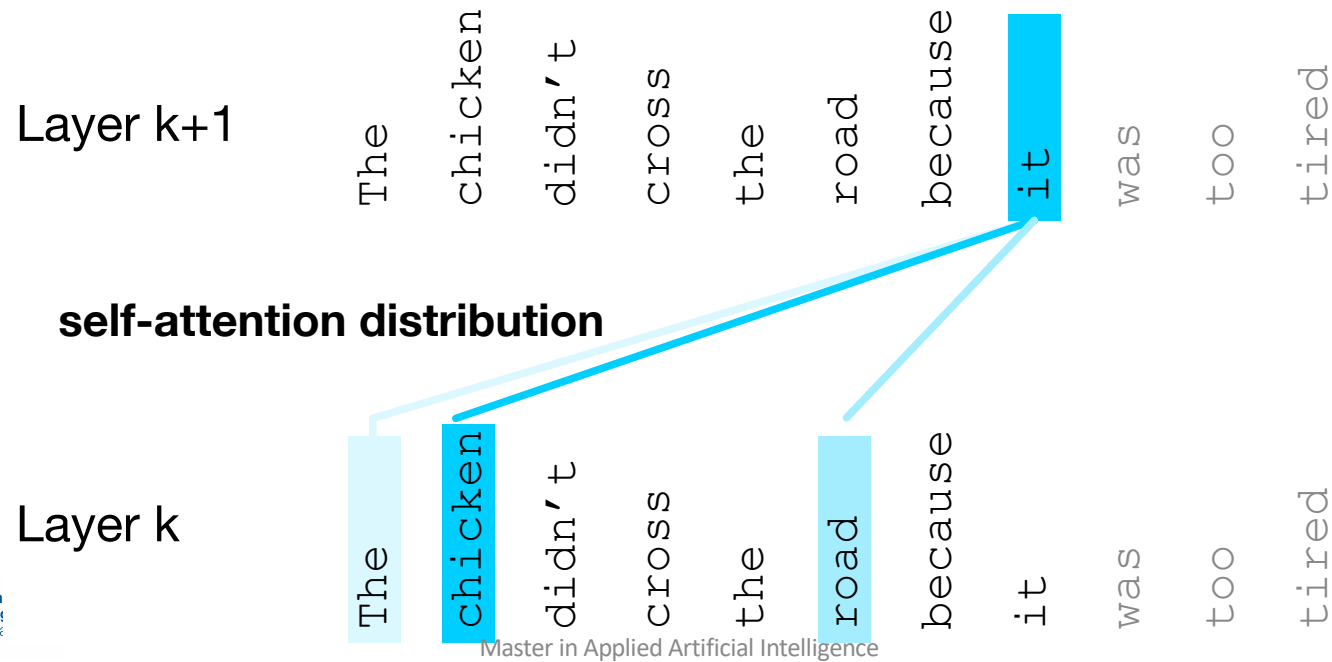 Layer k+1
The chicken didn't cross the road because it was too tired
self-attention distribution
Layer k
The chicken didn't cross the road because it was too tired
Master in Applied Artificial Intelligence